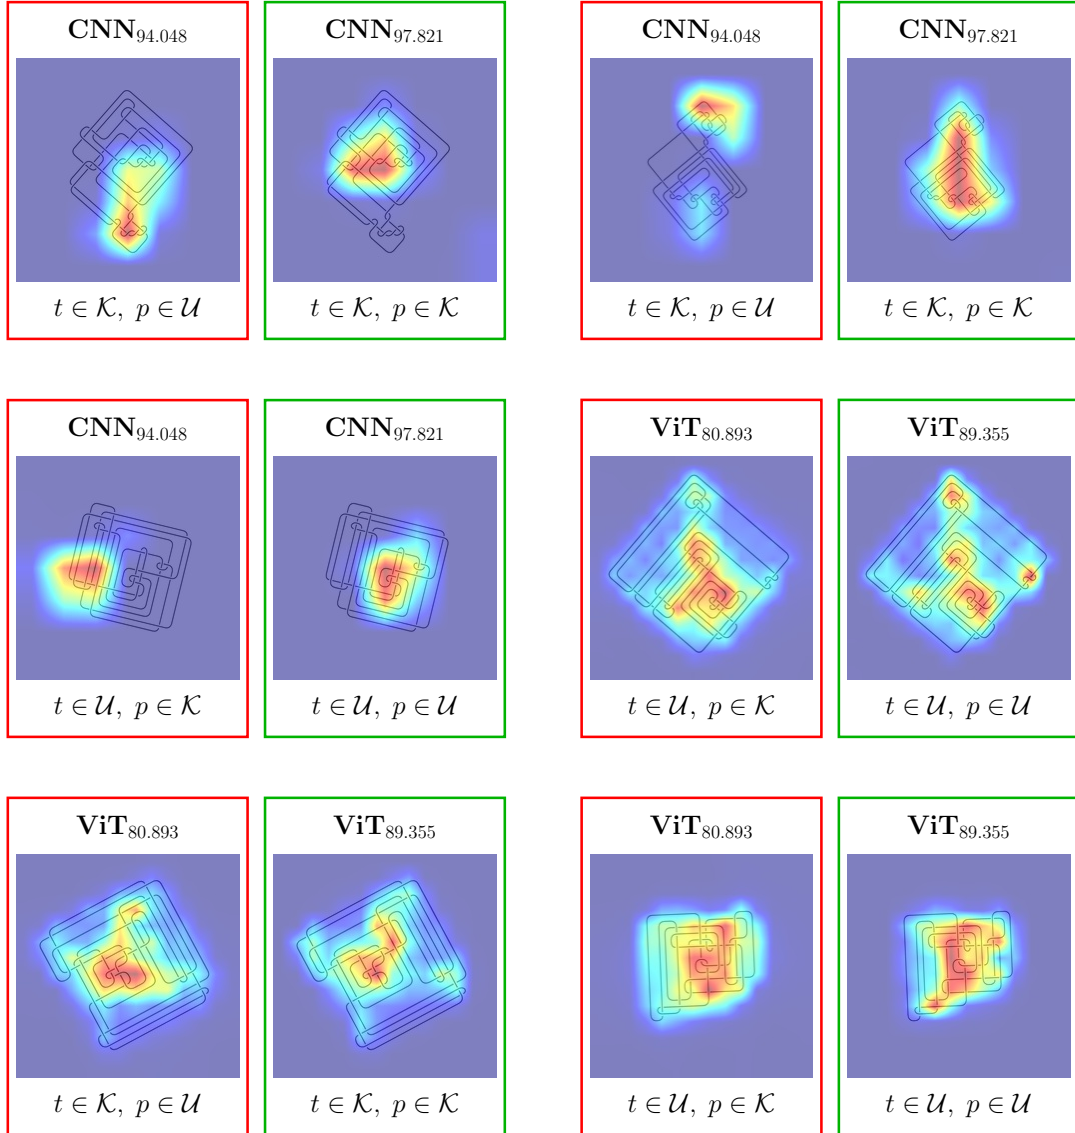 CNN94.048 CNN97.821 CNN94.048 CNN97.821
t ∈ 𝒦, p ∈ 𝒰 t ∈ 𝒦, p ∈ 𝒦 t ∈ 𝒦, p ∈ 𝒰 t ∈ 𝒦, p ∈ 𝒦
CNN94.048 CNN97.821 ViT80.893 ViT89.355
t ∈ 𝒰, p ∈ 𝒦 t ∈ 𝒰, p ∈ 𝒰 t ∈ 𝒰, p ∈ 𝒦 t ∈ 𝒰, p ∈ 𝒰
ViT80.893 ViT89.355 ViT80.893 ViT89.355
t ∈ 𝒦, p ∈ 𝒰 t ∈ 𝒦, p ∈ 𝒦 t ∈ 𝒰, p ∈ 𝒦 t ∈ 𝒰, p ∈ 𝒰